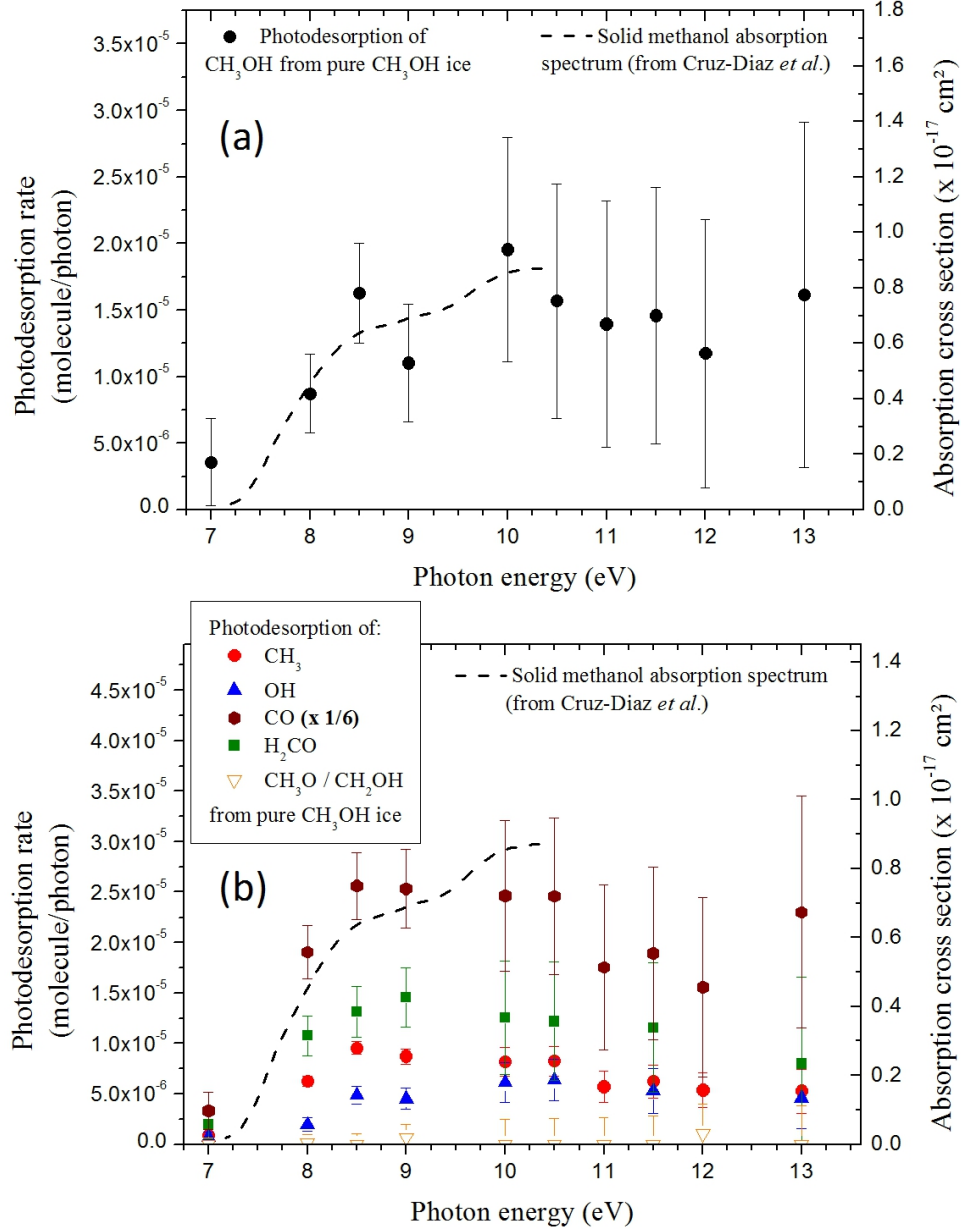 Photodesorption of
CH₃OH from pure CH₃OH ice
Solid methanol absorption
spectrum (from Cruz-Diaz et al.)
(a)
3.5x10⁻⁵
3.0x10⁻⁵
2.5x10⁻⁵
2.0x10⁻⁵
1.5x10⁻⁵
1.0x10⁻⁵
5.0x10⁻⁶
0.0
Photodesorption rate
(molecule/photon)
1.8
1.6
1.4
1.2
1.0
0.8
0.6
0.4
0.2
0.0
Absorption cross section (x 10⁻¹⁷ cm²)
7 8 9 10 11 12 13
Photon energy (eV)
Photodesorption of:
CH₃
OH
CO (x 1/6)
H₂CO
CH₃O / CH₂OH
from pure CH₃OH ice
Solid methanol absorption spectrum
(from Cruz-Diaz et al.)
(b)
4.5x10⁻⁵
4.0x10⁻⁵
3.5x10⁻⁵
3.0x10⁻⁵
2.5x10⁻⁵
2.0x10⁻⁵
1.5x10⁻⁵
1.0x10⁻⁵
5.0x10⁻⁶
0.0
Photodesorption rate
(molecule/photon)
1.4
1.2
1.0
0.8
0.6
0.4
0.2
0.0
Absorption cross section (x 10⁻¹⁷ cm²)
7 8 9 10 11 12 13
Photon energy (eV)